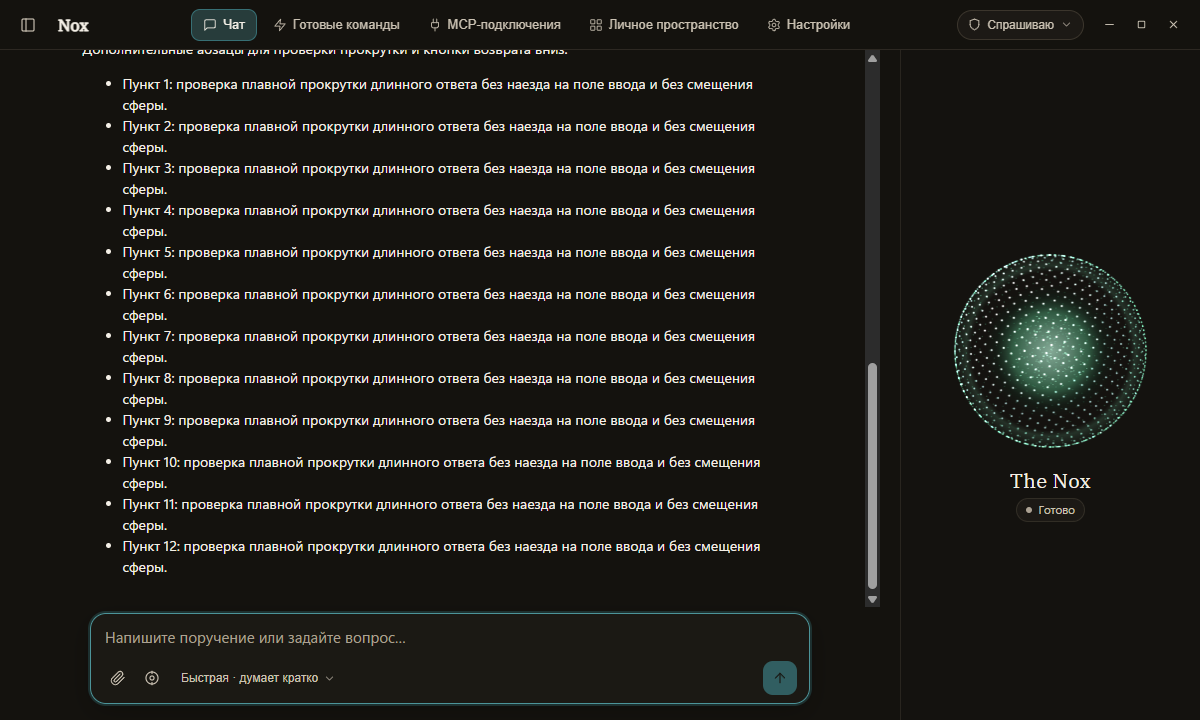 Nox
Чат
Готовые команды
MCP-подключения
Личное пространство
Настройки
Спрашиваю
Дополнительные абзацы для проверки прокрутки и кнопки возврата вниз.
Пункт 1: проверка плавной прокрутки длинного ответа без наезда на поле ввода и без смещения
сферы.
Пункт 2: проверка плавной прокрутки длинного ответа без наезда на поле ввода и без смещения
сферы.
Пункт 3: проверка плавной прокрутки длинного ответа без наезда на поле ввода и без смещения
сферы.
Пункт 4: проверка плавной прокрутки длинного ответа без наезда на поле ввода и без смещения
сферы.
Пункт 5: проверка плавной прокрутки длинного ответа без наезда на поле ввода и без смещения
сферы.
Пункт 6: проверка плавной прокрутки длинного ответа без наезда на поле ввода и без смещения
сферы.
Пункт 7: проверка плавной прокрутки длинного ответа без наезда на поле ввода и без смещения
сферы.
Пункт 8: проверка плавной прокрутки длинного ответа без наезда на поле ввода и без смещения
сферы.
Пункт 9: проверка плавной прокрутки длинного ответа без наезда на поле ввода и без смещения
сферы.
Пункт 10: проверка плавной прокрутки длинного ответа без наезда на поле ввода и без смещения
сферы.
Пункт 11: проверка плавной прокрутки длинного ответа без наезда на поле ввода и без смещения
сферы.
Пункт 12: проверка плавной прокрутки длинного ответа без наезда на поле ввода и без смещения
сферы.
Напишите поручение или задайте вопрос...
Быстрая · думает кратко
The Nox
Готово